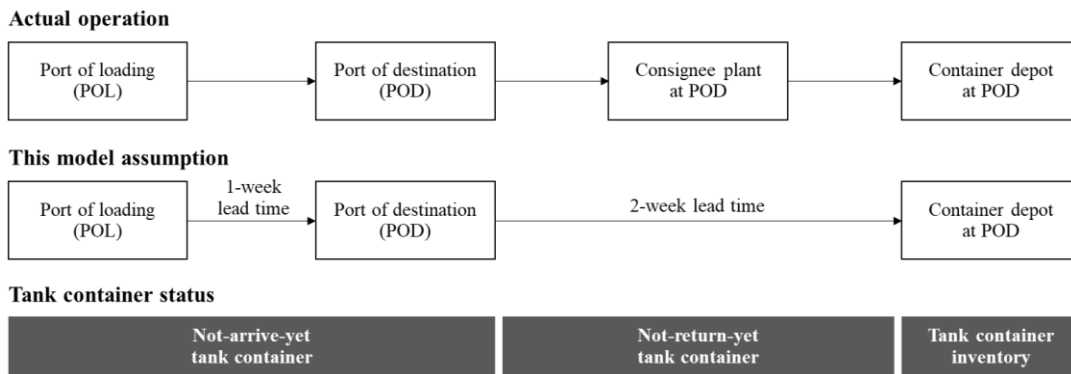 Actual operation
Port of loading
(POL)
Port of destination
(POD)
Consignee plant
at POD
Container depot
at POD
This model assumption
Port of loading
(POL)
1-week
lead time
Port of destination
(POD)
2-week lead time
Container depot
at POD
Tank container status
Not-arrive-yet
tank container
Not-return-yet
tank container
Tank container
inventory